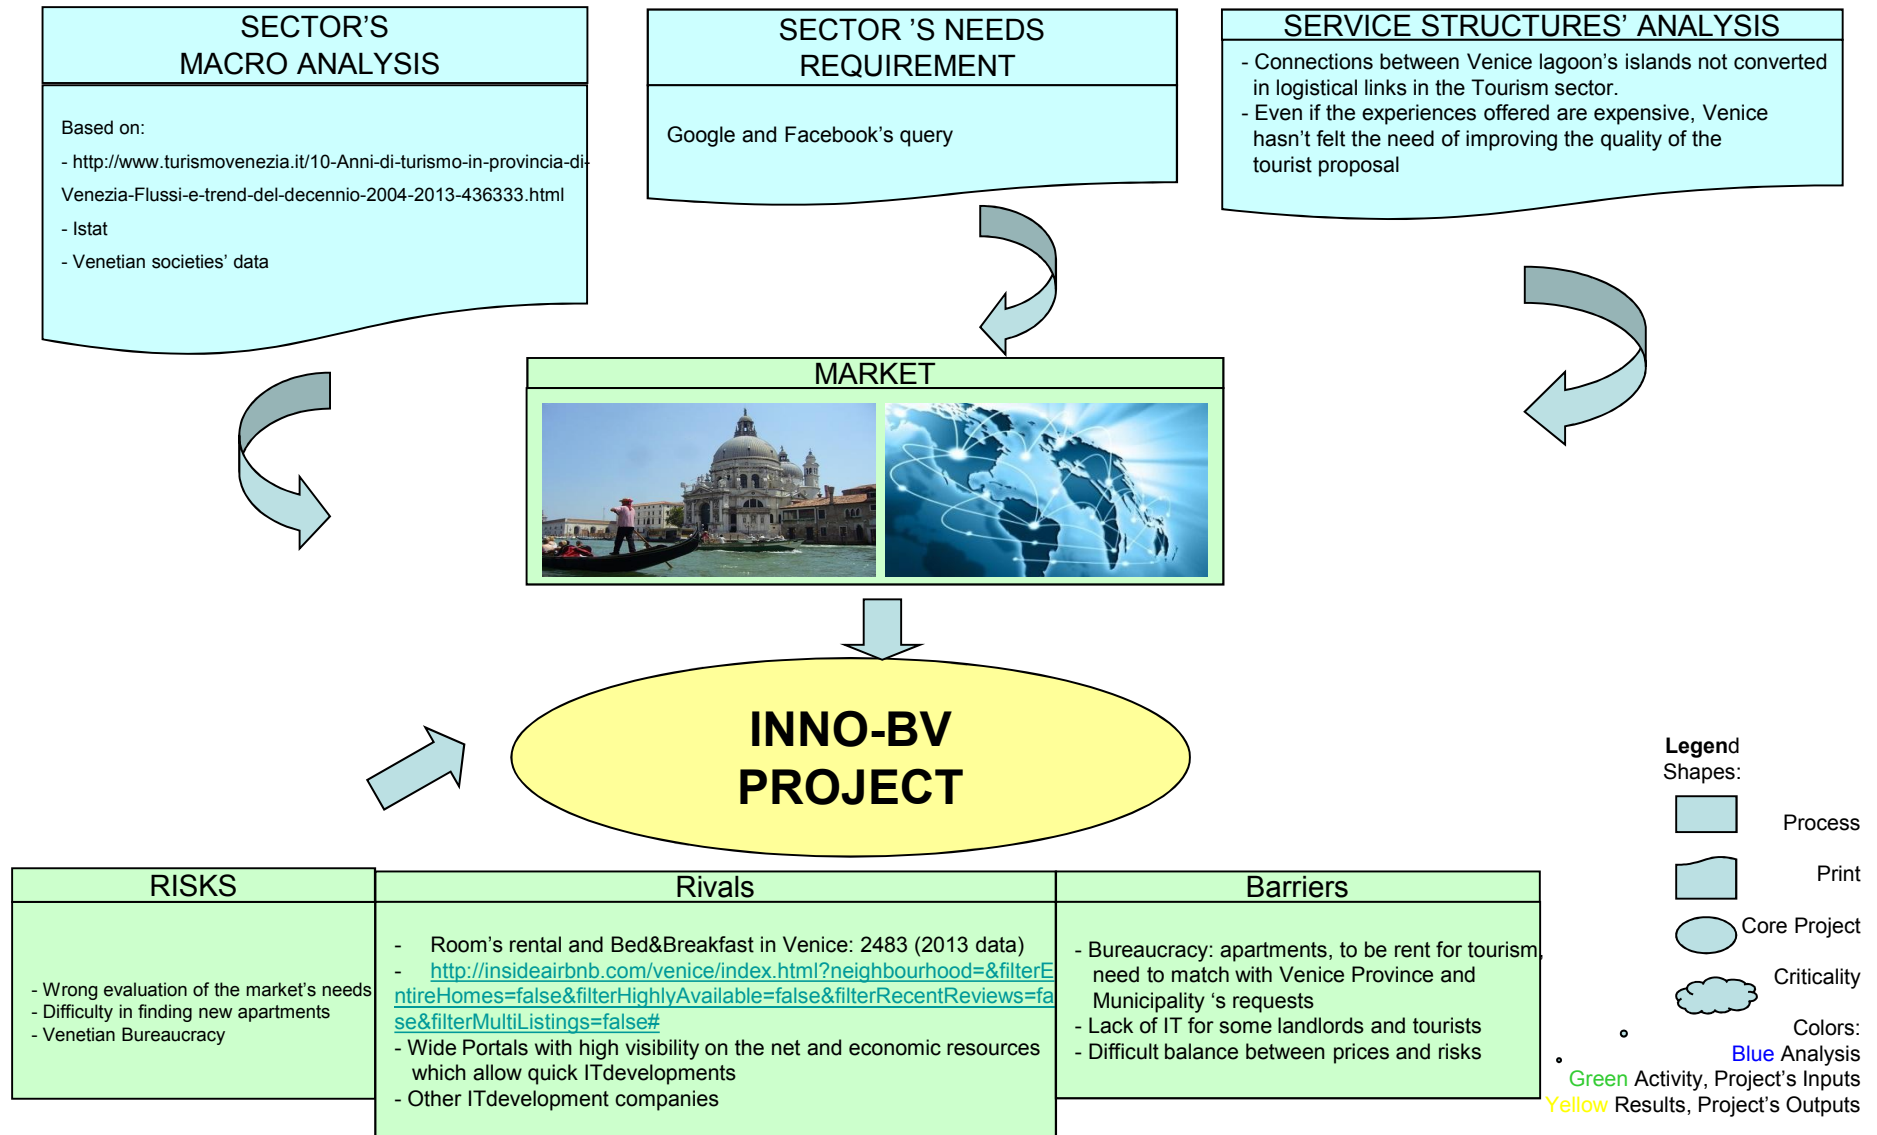 SECTOR'S
MACRO ANALYSIS
Based on:
- http://www.turismovenezia.it/10-Anni-di-turismo-in-provincia-di-
Venezia-Flussi-e-trend-del-decennio-2004-2013-436333.html
- Istat
- Venetian societies' data
SECTOR 'S NEEDS
REQUIREMENT
Google and Facebook's query
SERVICE STRUCTURES' ANALYSIS
- Connections between Venice lagoon's islands not converted
in logistical links in the Tourism sector.
- Even if the experiences offered are expensive, Venice
hasn't felt the need of improving the quality of the
tourist proposal
MARKET
INNO-BV
PROJECT
RISKS
- Wrong evaluation of the market's needs
- Difficulty in finding new apartments
- Venetian Bureaucracy
Rivals
- Room's rental and Bed&Breakfast in Venice: 2483 (2013 data)
- http://insideairbnb.com/venice/index.html?neighbourhood=&filterE
ntireHomes=false&filterHighlyAvailable=false&filterRecentReviews=fa
se&filterMultiListings=false#
- Wide Portals with high visibility on the net and economic resources
which allow quick ITdevelopments
- Other ITdevelopment companies
Barriers
- Bureaucracy: apartments, to be rent for tourism,
need to match with Venice Province and
Municipality 's requests
- Lack of IT for some landlords and tourists
- Difficult balance between prices and risks
Legend
Shapes:
Process
Print
Core Project
Criticality
Colors:
Blue Analysis
Green Activity, Project's Inputs
Yellow Results, Project's Outputs